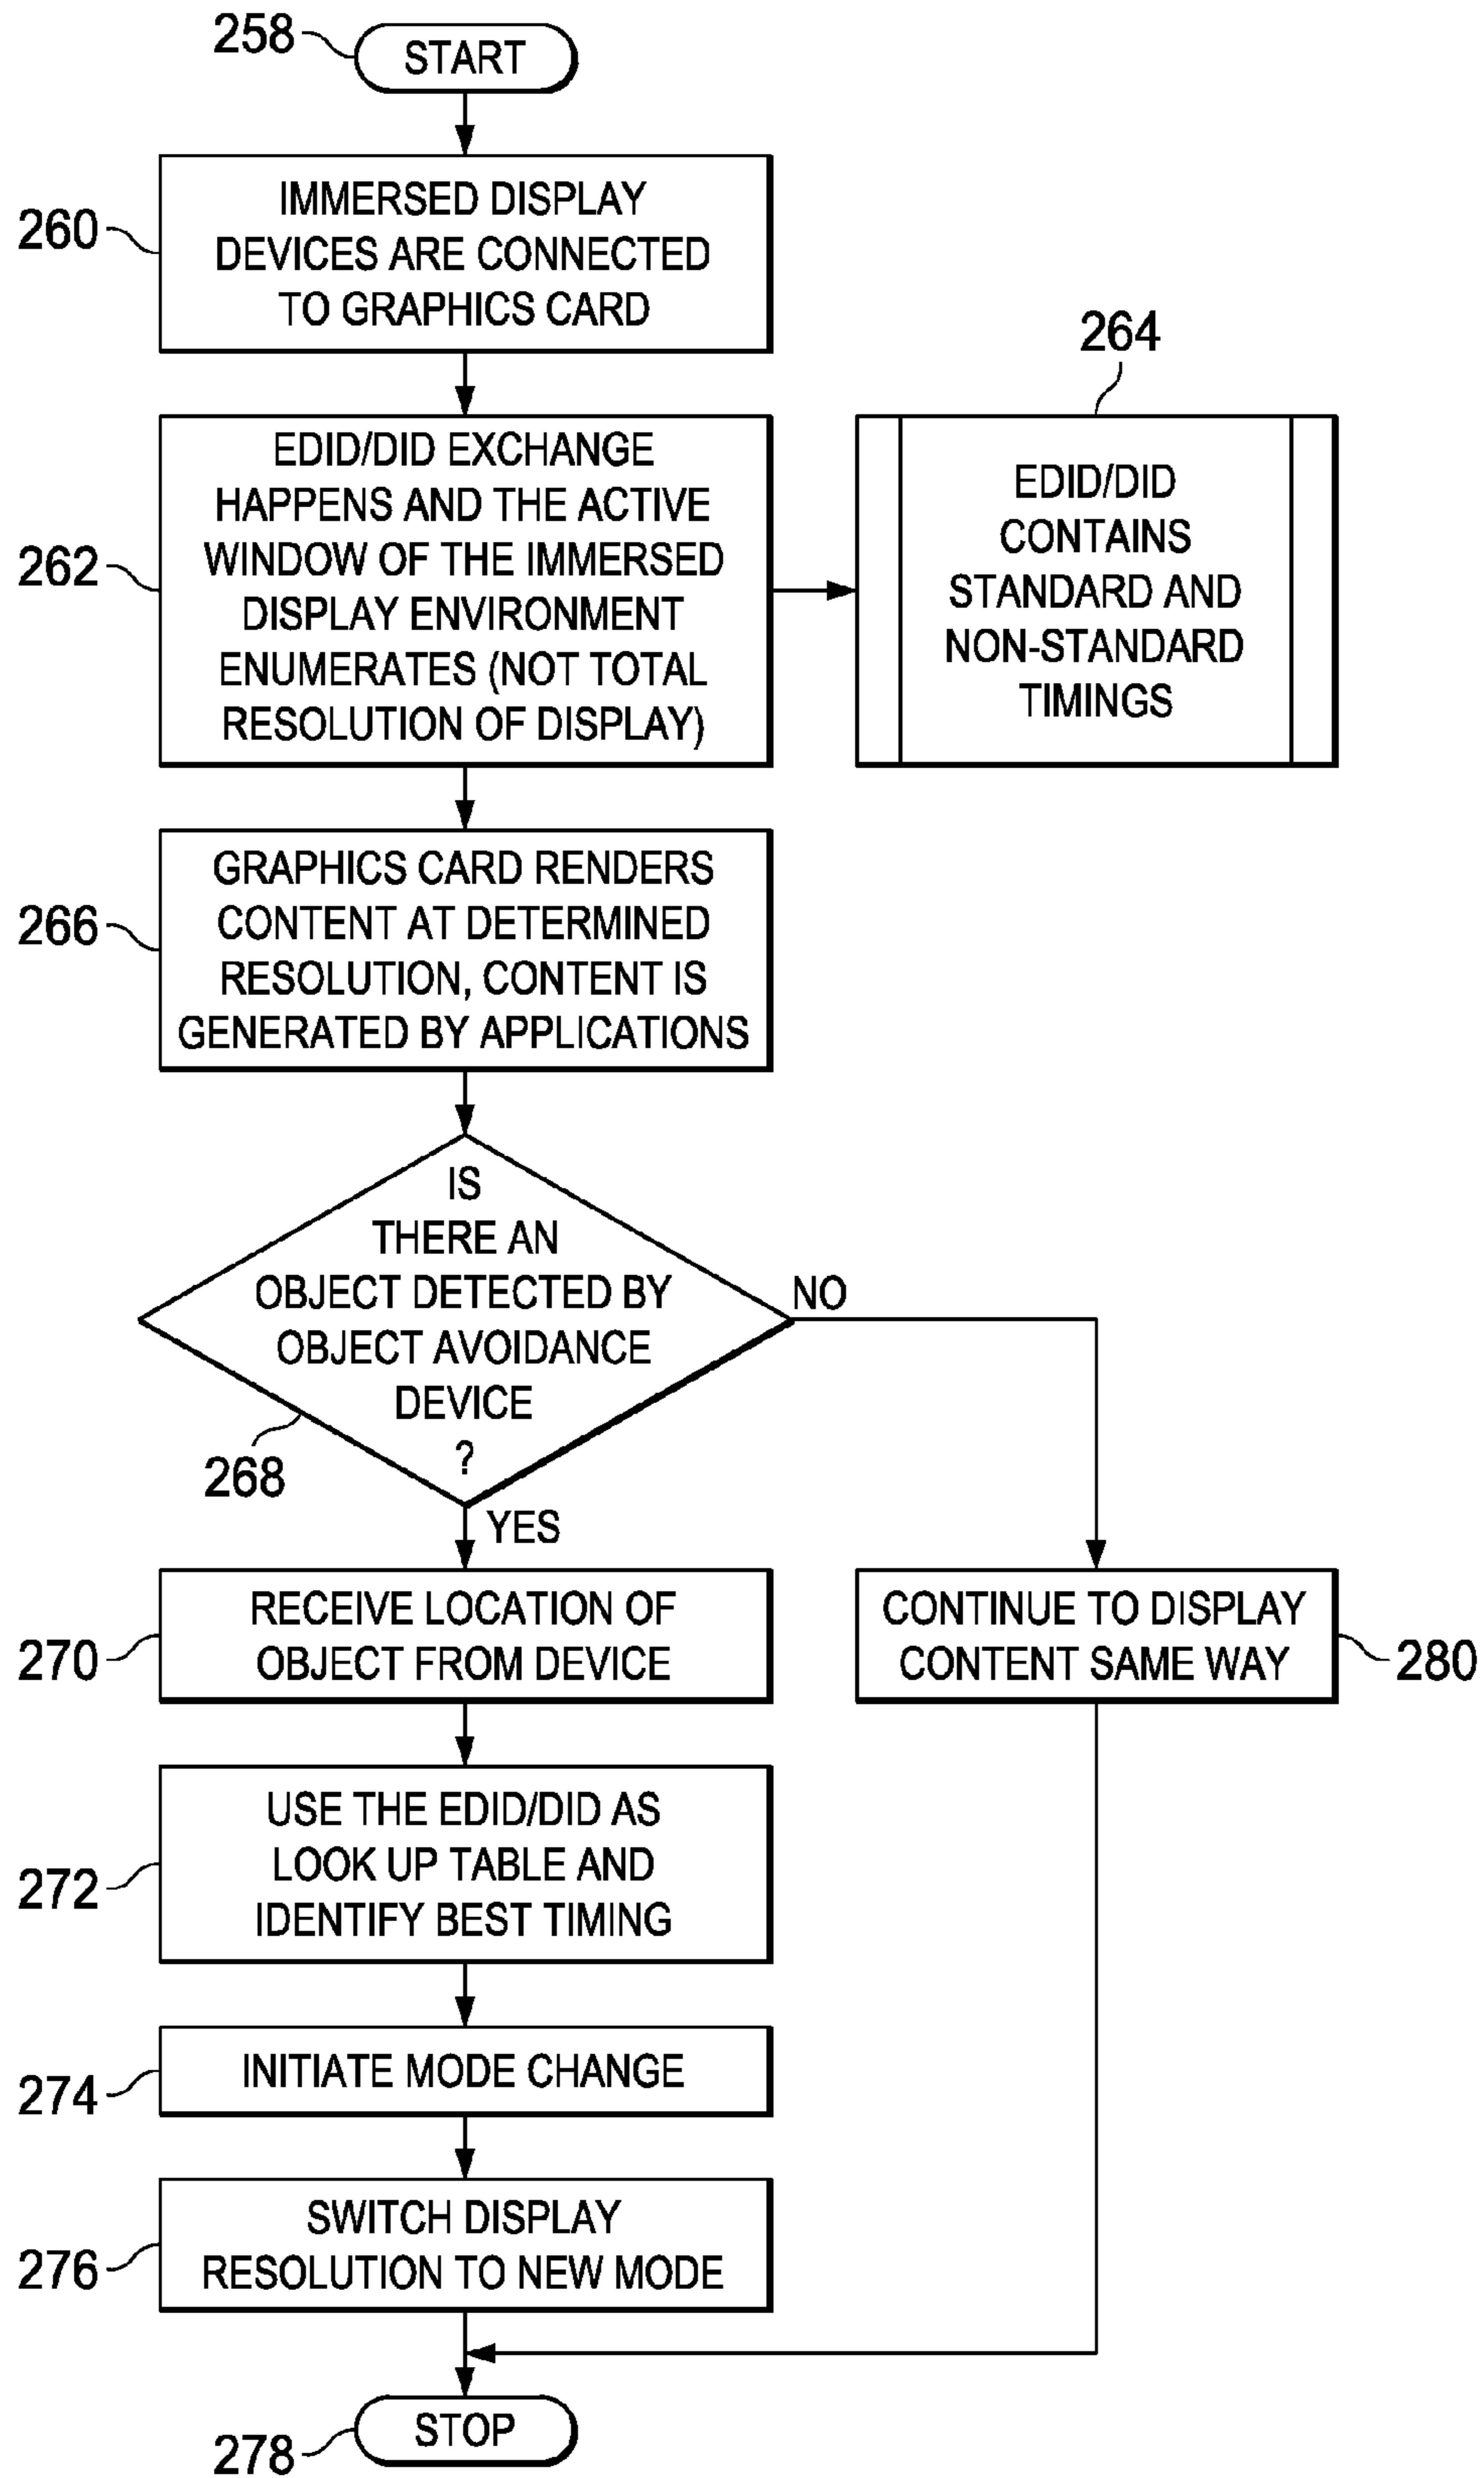 258
START
260
IMMERSED DISPLAY
DEVICES ARE CONNECTED
TO GRAPHICS CARD
262
EDID/DID EXCHANGE
HAPPENS AND THE ACTIVE
WINDOW OF THE IMMERSED
DISPLAY ENVIRONMENT
ENUMERATES (NOT TOTAL
RESOLUTION OF DISPLAY)
264
EDID/DID
CONTAINS
STANDARD AND
NON-STANDARD
TIMINGS
266
GRAPHICS CARD RENDERS
CONTENT AT DETERMINED
RESOLUTION, CONTENT IS
GENERATED BY APPLICATIONS
IS
THERE AN
OBJECT DETECTED BY
OBJECT AVOIDANCE
DEVICE
?
268
NO
YES
270
RECEIVE LOCATION OF
OBJECT FROM DEVICE
CONTINUE TO DISPLAY
CONTENT SAME WAY
280
272
USE THE EDID/DID AS
LOOK UP TABLE AND
IDENTIFY BEST TIMING
274
INITIATE MODE CHANGE
276
SWITCH DISPLAY
RESOLUTION TO NEW MODE
278
STOP